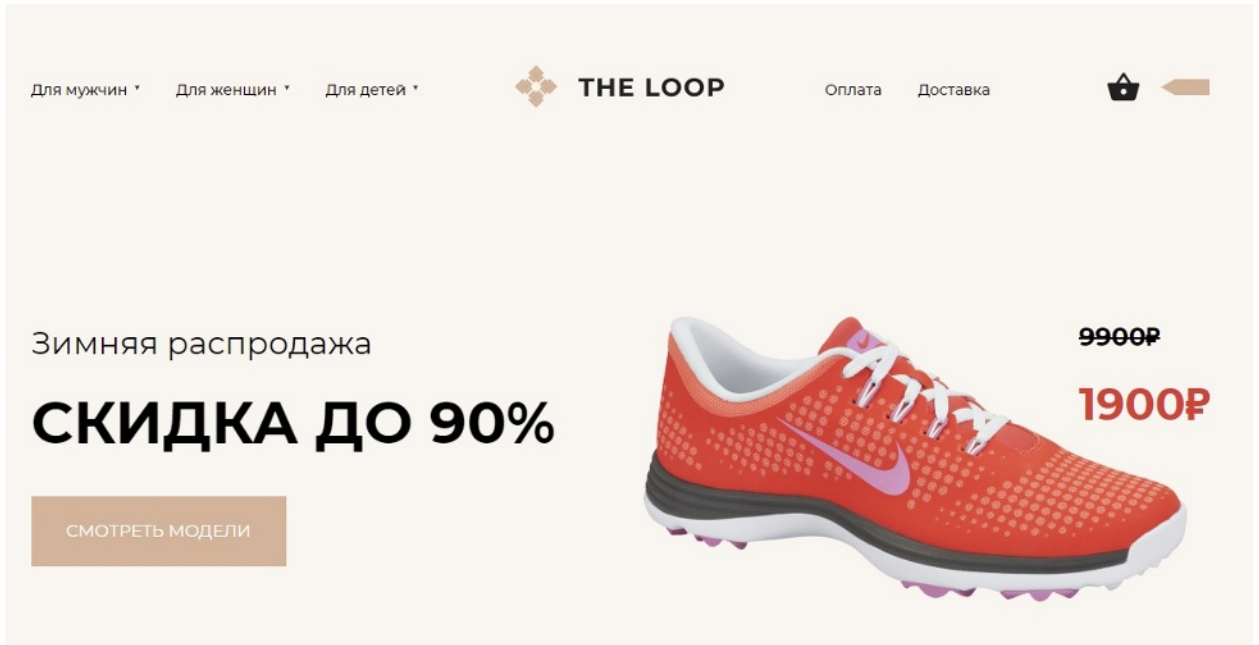 Для мужчин
Для женщин
Для детей
THE LOOP
Оплата
Доставка
Зимняя распродажа
СКИДКА ДО 90%
СМОТРЕТЬ МОДЕЛИ
9900₽
1900₽